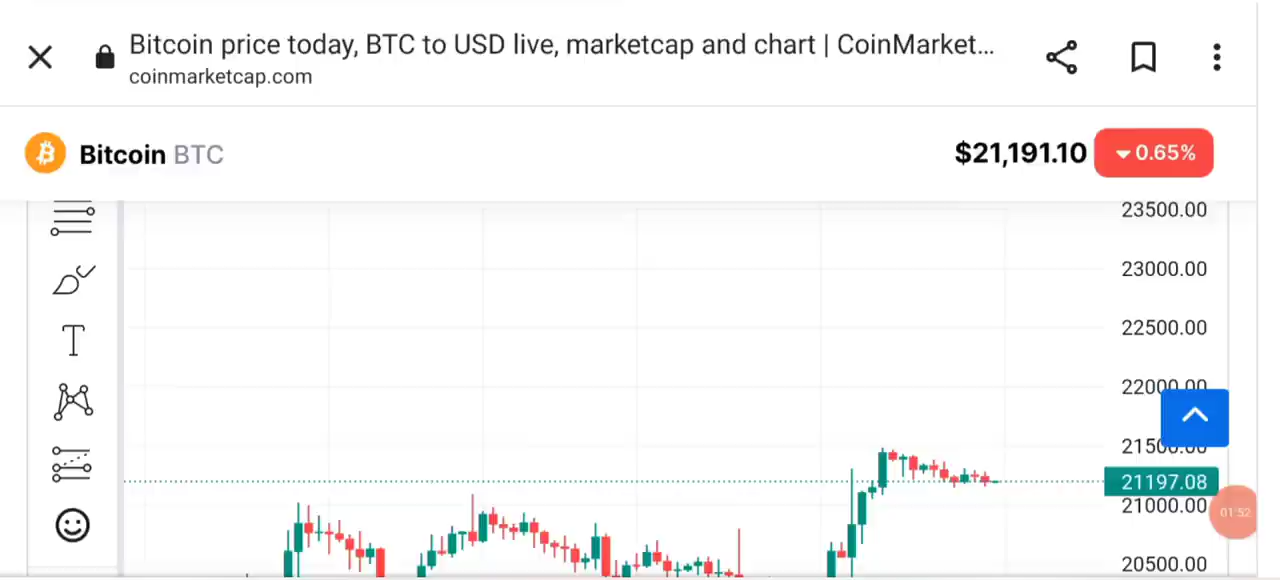 Bitcoin price today, BTC to USD live, marketcap and chart | CoinMarket...
coinmarketcap.com
Bitcoin BTC
$21,191.10
0.65%
23500.00
23000.00
22500.00
22000.00
21500.00
21197.08
21000.00
01:52
20500.00
T